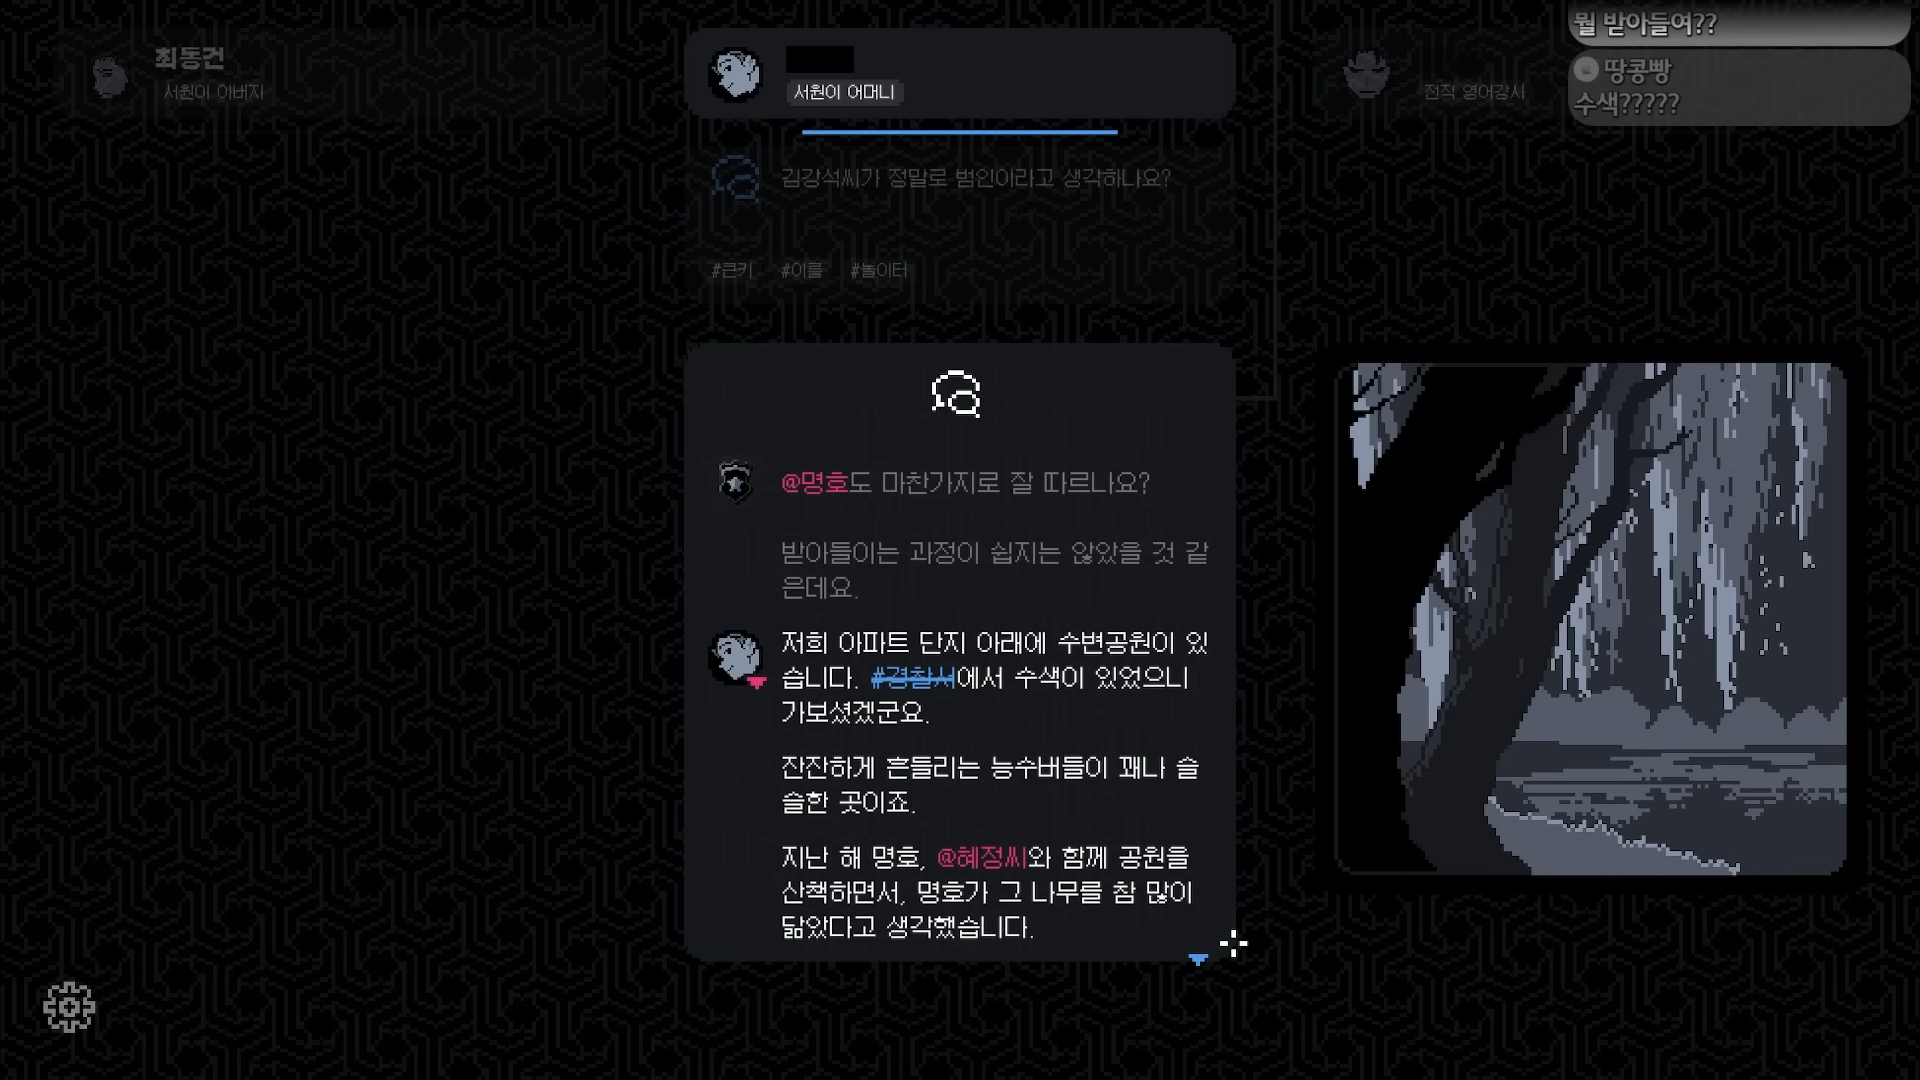 최동건
서원이 아버지
서원이 어머니
전직 영어강사
뭘 받아들여??
땅콩빵
수색?????
김강석씨가 정말로 범인이라고 생각하나요?
#큰키 #이름 #놀이터
@명호도 마찬가지로 잘 따르나요?
받아들이는 과정이 쉽지는 않았을 것 같
은데요.
저희 아파트 단지 아래에 수변공원이 있
습니다. #경찰서에서 수색이 있었으니
가보셨겠군요.
잔잔하게 흔들리는 능수버들이 꽤나 슬
슬한 곳이죠.
지난 해 명호, @혜정씨와 함께 공원을
산책하면서, 명호가 그 나무를 참 많이
닮았다고 생각했습니다.